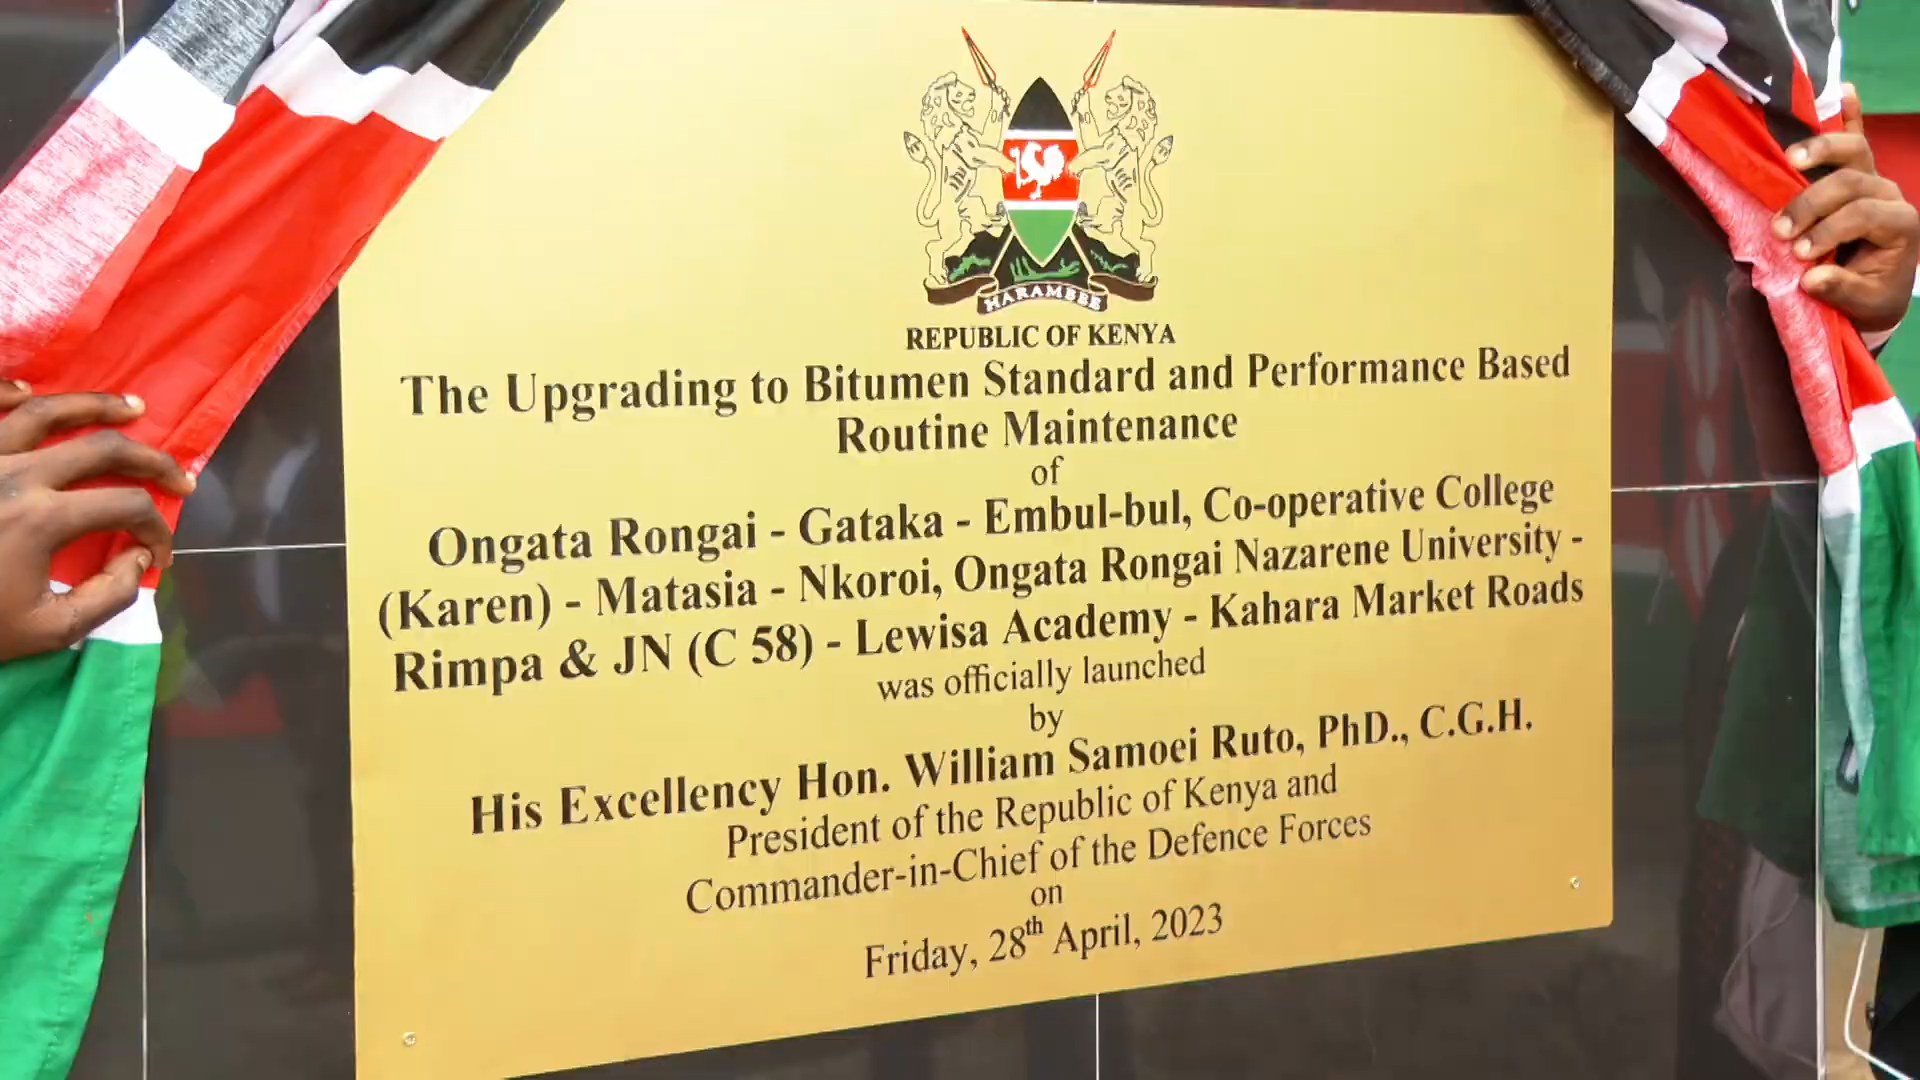 HARAMBEE
REPUBLIC OF KENYA
The Upgrading to Bitumen Standard and Performance Based
Routine Maintenance
of
Ongata Rongai - Gataka - Embul-bul, Co-operative College
(Karen) - Matasia - Nkoroi, Ongata Rongai Nazarene University -
Rimpa & JN (C 58) - Lewisa Academy - Kahara Market Roads
was officially launched
by
His Excellency Hon. William Samoei Ruto, PhD., C.G.H.
President of the Republic of Kenya and
Commander-in-Chief of the Defence Forces
on
Friday, 28th April, 2023